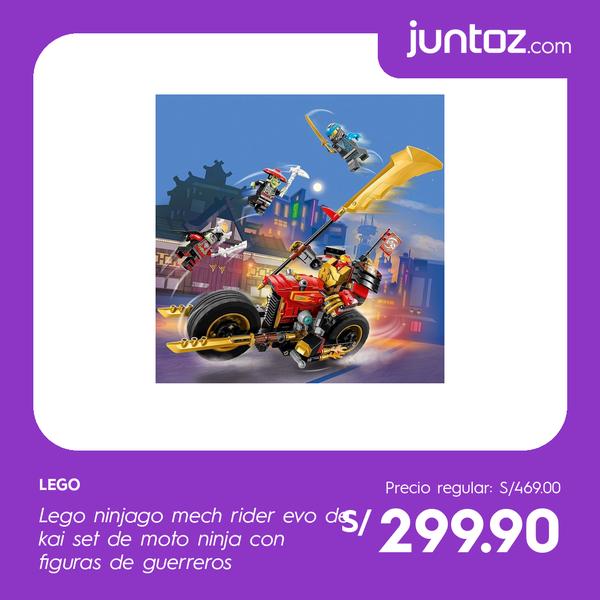 juntoz.com
LEGO
Lego ninjago mech rider evo de
kai set de moto ninja con
figuras de guerreros
Precio regular: S/469.00
S/ 299.90